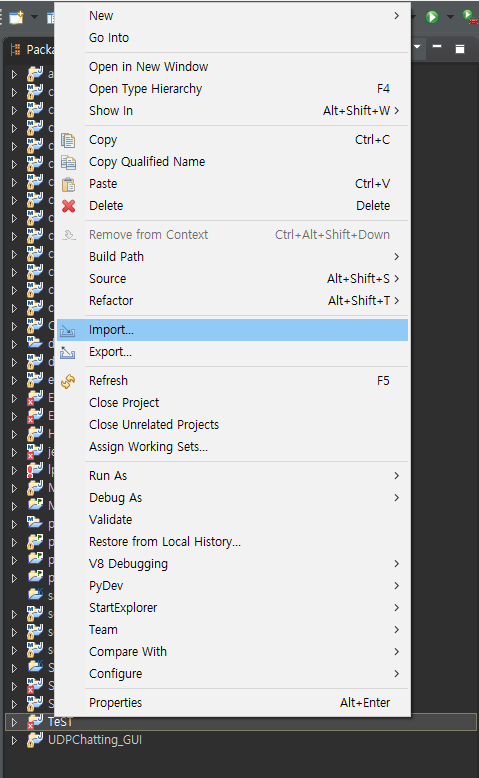 Packa
New
Go Into
Open in New Window
Open Type Hierarchy F4
Show In Alt+Shift+W
Copy Ctrl+C
Copy Qualified Name
Paste Ctrl+V
Delete Delete
Remove from Context Ctrl+Alt+Shift+Down
Build Path
Source Alt+Shift+S
Refactor Alt+Shift+T
Import...
Export...
Refresh F5
Close Project
Close Unrelated Projects
Assign Working Sets...
Run As
Debug As
Validate
Restore from Local History...
V8 Debugging
PyDev
StartExplorer
Team
Compare With
Configure
Properties Alt+Enter
TeST
UDPChatting_GUI